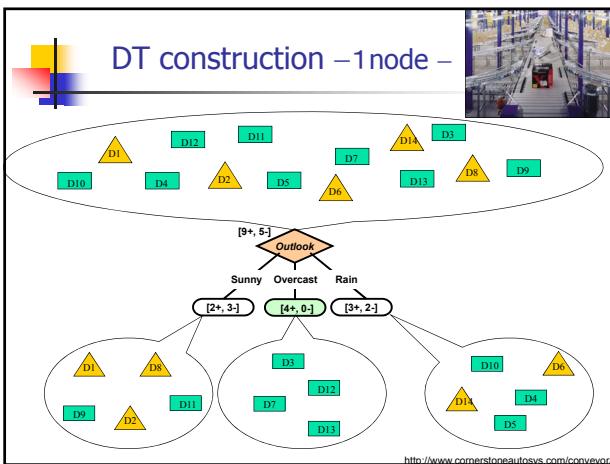 DT construction –1node –
D1 D12 D11 D14 D3
D10 D4 D2 D5 D7 D6 D13 D8 D9
[9+, 5-]
Outlook
Sunny Overcast Rain
[2+, 3-] [4+, 0-] [3+, 2-]
D1 D8
D9 D2 D11
D3
D12
D7
D13
D10 D6
D14 D4
D5
http://www.cornerstoneautosys.com/conveyor.